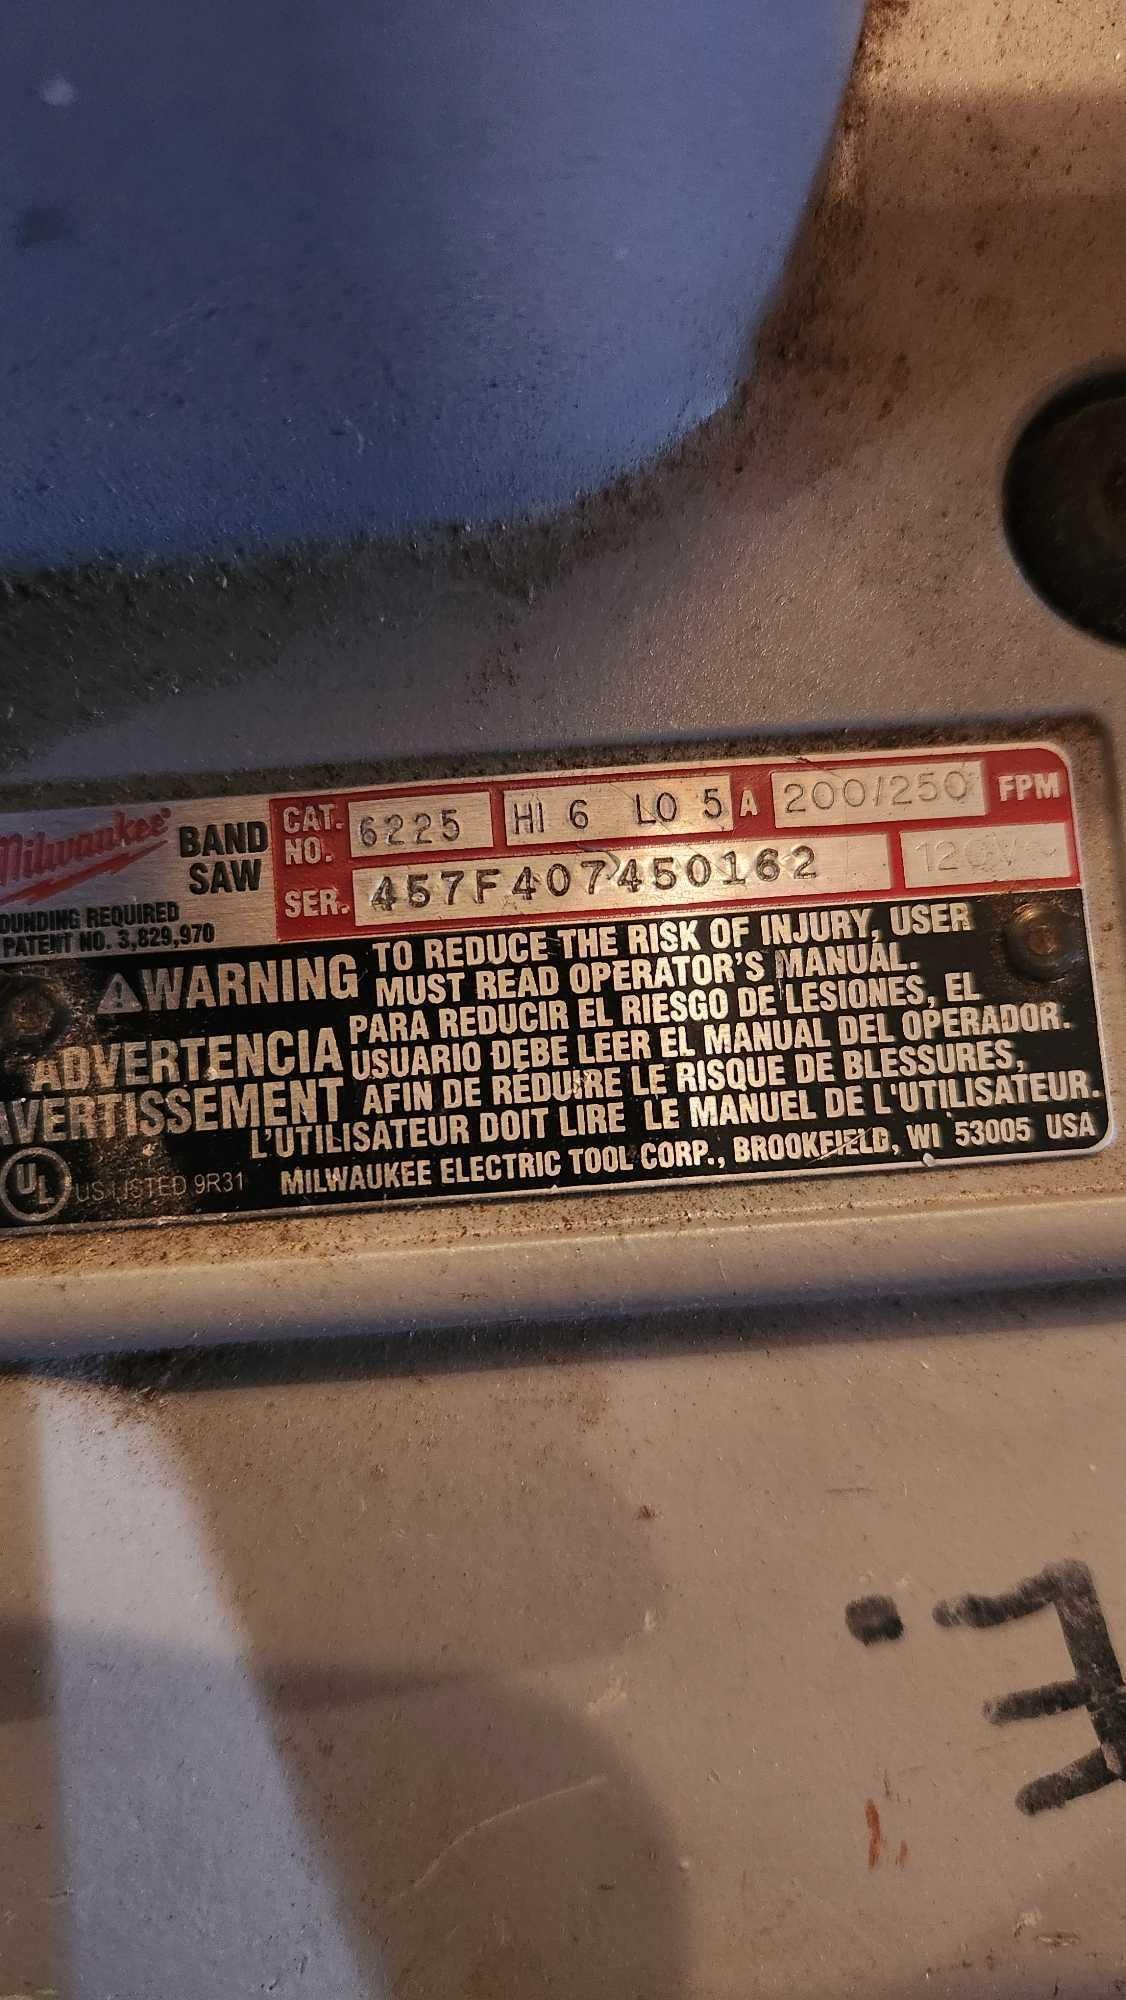 Milwaukee® BAND SAW CAT. NO. 6225 HI 6 LO 5 A 200/250 FPM
SER. 457F407450162 120V~
OUNDING REQUIRED
PATENT NO. 3,829,970
WARNING TO REDUCE THE RISK OF INJURY, USER
MUST READ OPERATOR'S MANUAL.
ADVERTENCIA PARA REDUCIR EL RIESGO DE LESIONES, EL
USUARIO DEBE LEER EL MANUAL DEL OPERADOR.
AVERTISSEMENT AFIN DE RÉDUIRE LE RISQUE DE BLESSURES,
L'UTILISATEUR DOIT LIRE LE MANUEL DE L'UTILISATEUR.
UL US LISTED 9R31 MILWAUKEE ELECTRIC TOOL CORP., BROOKFIELD, WI 53005 USA